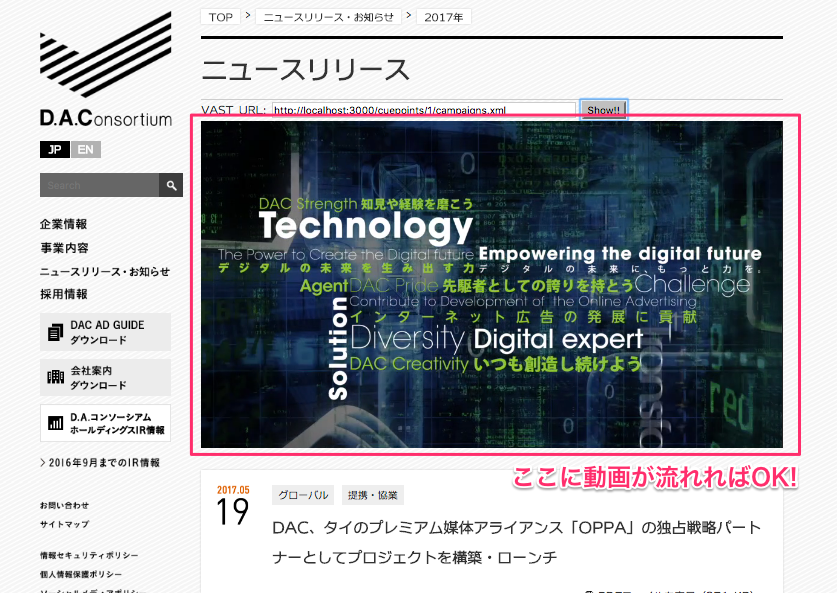 TOP > ニュースリリース・お知らせ > 2017年
D.A.Consortium
JP EN
Search
企業情報
事業内容
ニュースリリース・お知らせ
採用情報
DAC AD GUIDE
ダウンロード
会社案内
ダウンロード
D.A.コンソーシアム
ホールディングスIR情報
> 2016年9月までのIR情報
お問い合わせ
サイトマップ
情報セキュリティポリシー
個人情報保護ポリシー
ソーシャルメディアポリシー
ニュースリリース
VAST URL: http://localhost:3000/cuepoints/1/campaigns.xml Show!!
DAC Strength 知見や経験を磨こう
Technology
The Power to Create the Digital future Empowering the digital future
デジタルの未来を生み出す力 デジタルの未来に、もっと力を。
Agent DAC Pride 先駆者としての誇りを持とう Challenge
Contribute to Development of the Online Advertising
インターネット広告の発展に貢献
Solution
Diversity Digital expert
DAC Creativity いつも創造し続けよう
ここに動画が流れればOK!
2017.05
19
グローバル 提携・協業
DAC、タイのプレミアム媒体アライアンス「OPPA」の独占戦略パート
ナーとしてプロジェクトを構築・ローンチ